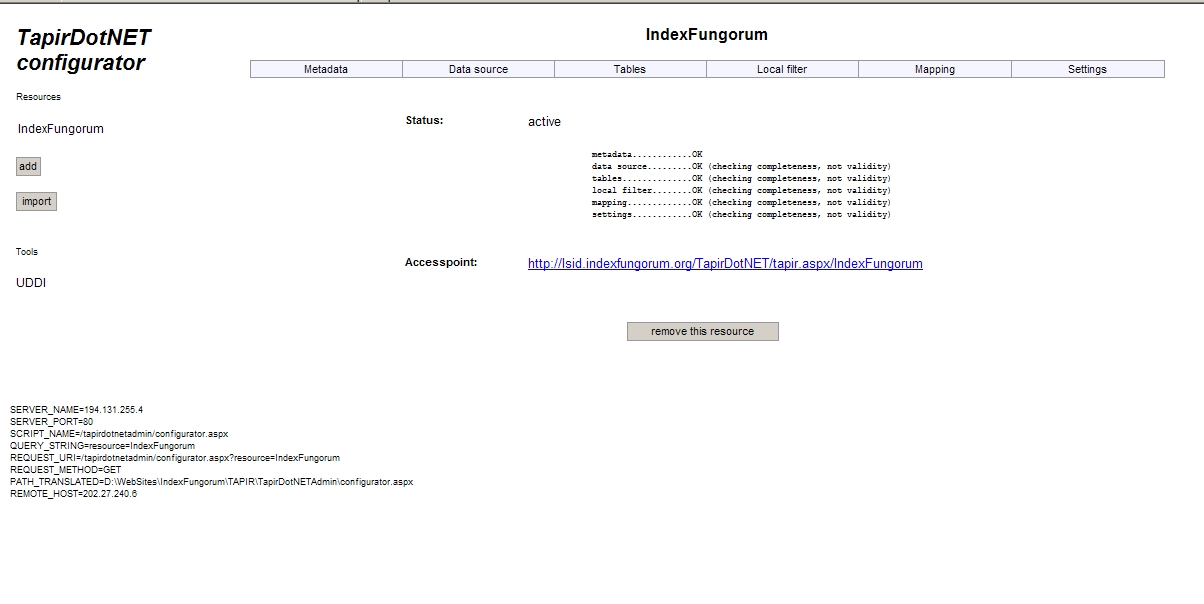 TapirDotNET
configurator
IndexFungorum
Metadata Data source Tables Local filter Mapping Settings
Resources
IndexFungorum
add
import
Tools
UDDI
Status: active
metadata............OK
data source.........OK (checking completeness, not validity)
tables..............OK (checking completeness, not validity)
local filter........OK (checking completeness, not validity)
mapping.............OK (checking completeness, not validity)
settings............OK (checking completeness, not validity)
Accesspoint: http://lsid.indexfungorum.org/TapirDotNET/tapir.aspx/IndexFungorum
remove this resource
SERVER_NAME=194.131.255.4
SERVER_PORT=80
SCRIPT_NAME=/tapirdotnetadmin/configurator.aspx
QUERY_STRING=resource=IndexFungorum
REQUEST_URI=/tapirdotnetadmin/configurator.aspx?resource=IndexFungorum
REQUEST_METHOD=GET
PATH_TRANSLATED=D:\WebSites\IndexFungorum\TAPIR\TapirDotNETAdmin\configurator.aspx
REMOTE_HOST=202.27.240.6